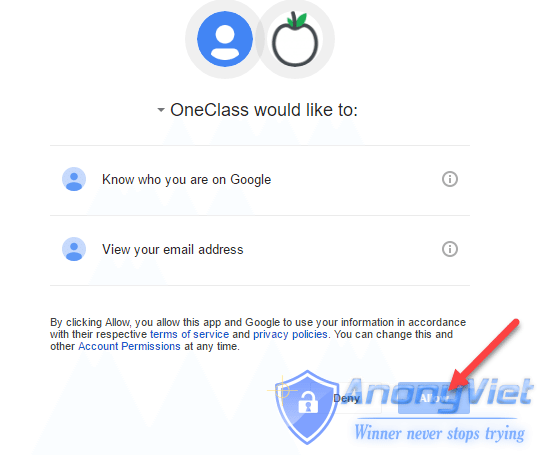 OneClass would like to:
Know who you are on Google
View your email address
By clicking Allow, you allow this app and Google to use your information in accordance
with their respective terms of service and privacy policies. You can change this and
other Account Permissions at any time.
Deny
Allow
AnonyViet
Winner never stops trying